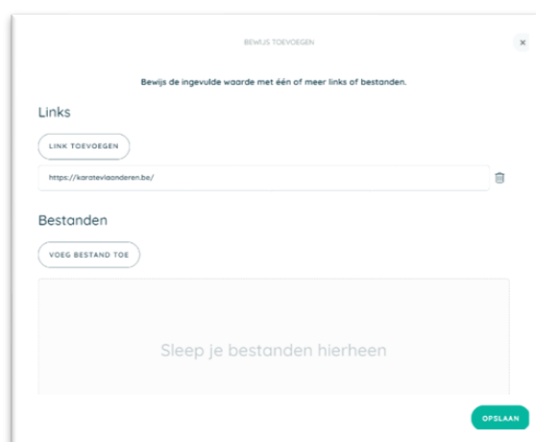 BEWIJS TOEVOEGEN
×
Bewijs de ingevulde waarde met één of meer links of bestanden.
Links
LINK TOEVOEGEN
https://karatevlaanderen.be/
Bestanden
VOEG BESTAND TOE
Sleep je bestanden hierheen
OPSLAAN